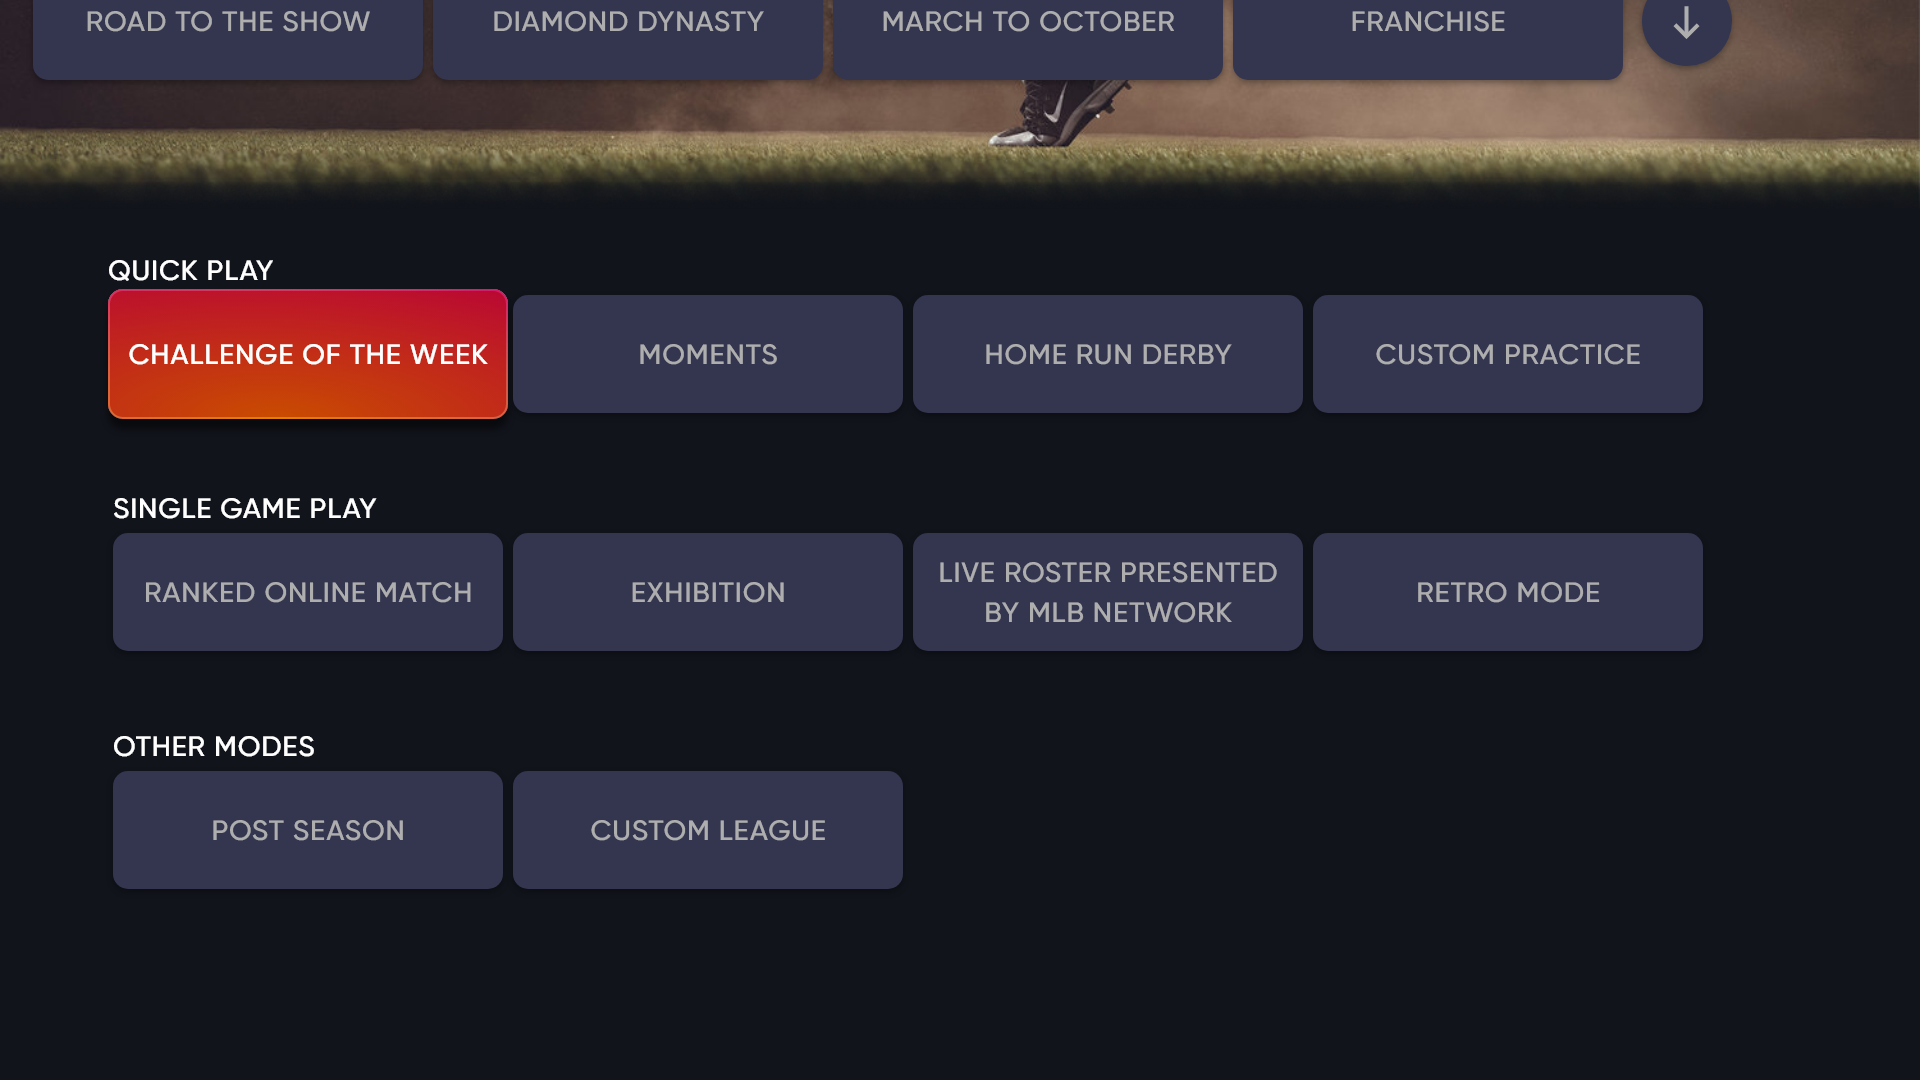 ROAD TO THE SHOW
DIAMOND DYNASTY
MARCH TO OCTOBER
FRANCHISE
QUICK PLAY
CHALLENGE OF THE WEEK
MOMENTS
HOME RUN DERBY
CUSTOM PRACTICE
SINGLE GAME PLAY
RANKED ONLINE MATCH
EXHIBITION
LIVE ROSTER PRESENTED
BY MLB NETWORK
RETRO MODE
OTHER MODES
POST SEASON
CUSTOM LEAGUE